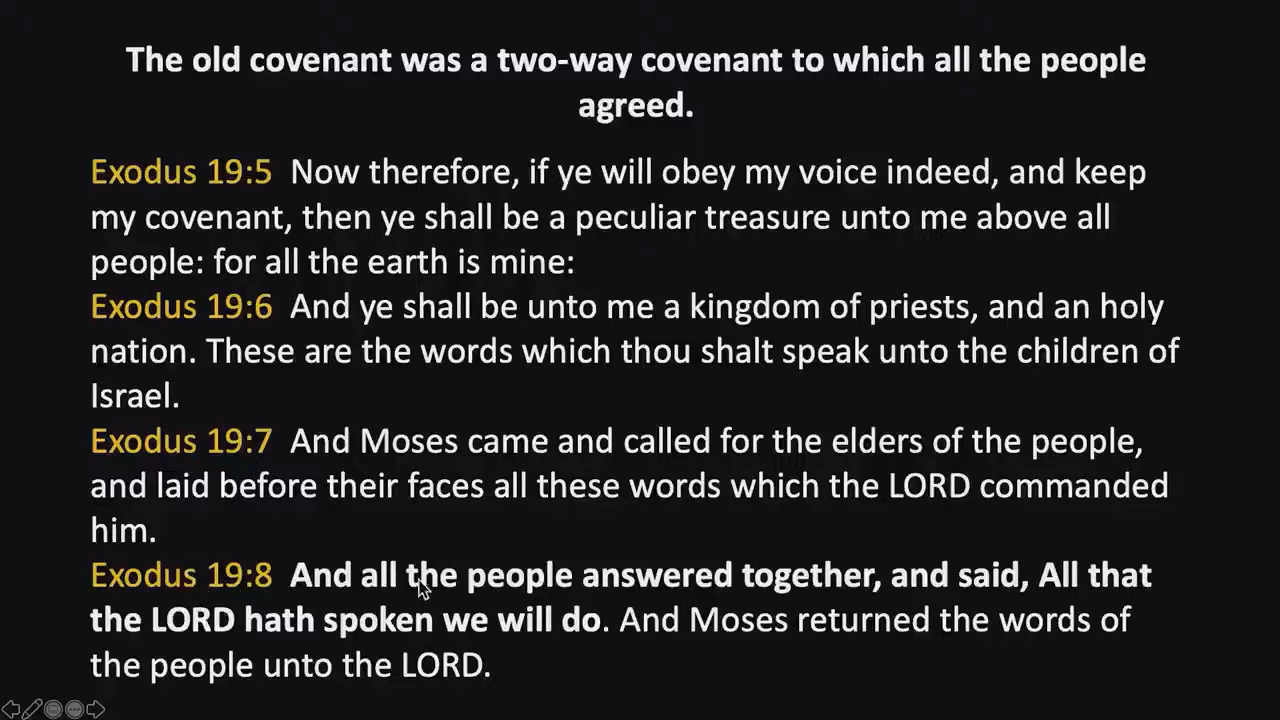 The old covenant was a two-way covenant to which all the people
agreed.
Exodus 19:5 Now therefore, if ye will obey my voice indeed, and keep
my covenant, then ye shall be a peculiar treasure unto me above all
people: for all the earth is mine:
Exodus 19:6 And ye shall be unto me a kingdom of priests, and an holy
nation. These are the words which thou shalt speak unto the children of
Israel.
Exodus 19:7 And Moses came and called for the elders of the people,
and laid before their faces all these words which the LORD commanded
him.
Exodus 19:8 And all the people answered together, and said, All that
the LORD hath spoken we will do. And Moses returned the words of
the people unto the LORD.